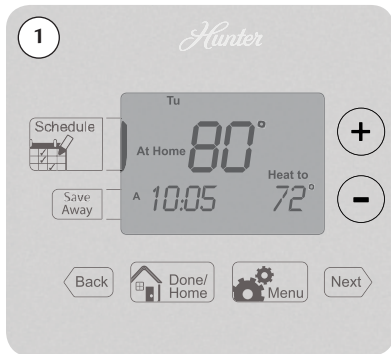 1
Hunter
Tu
Schedule
At Home 80°
Heat to
Save
Away
A 10:05 72°
+
-
Back
Done/
Home
Menu
Next